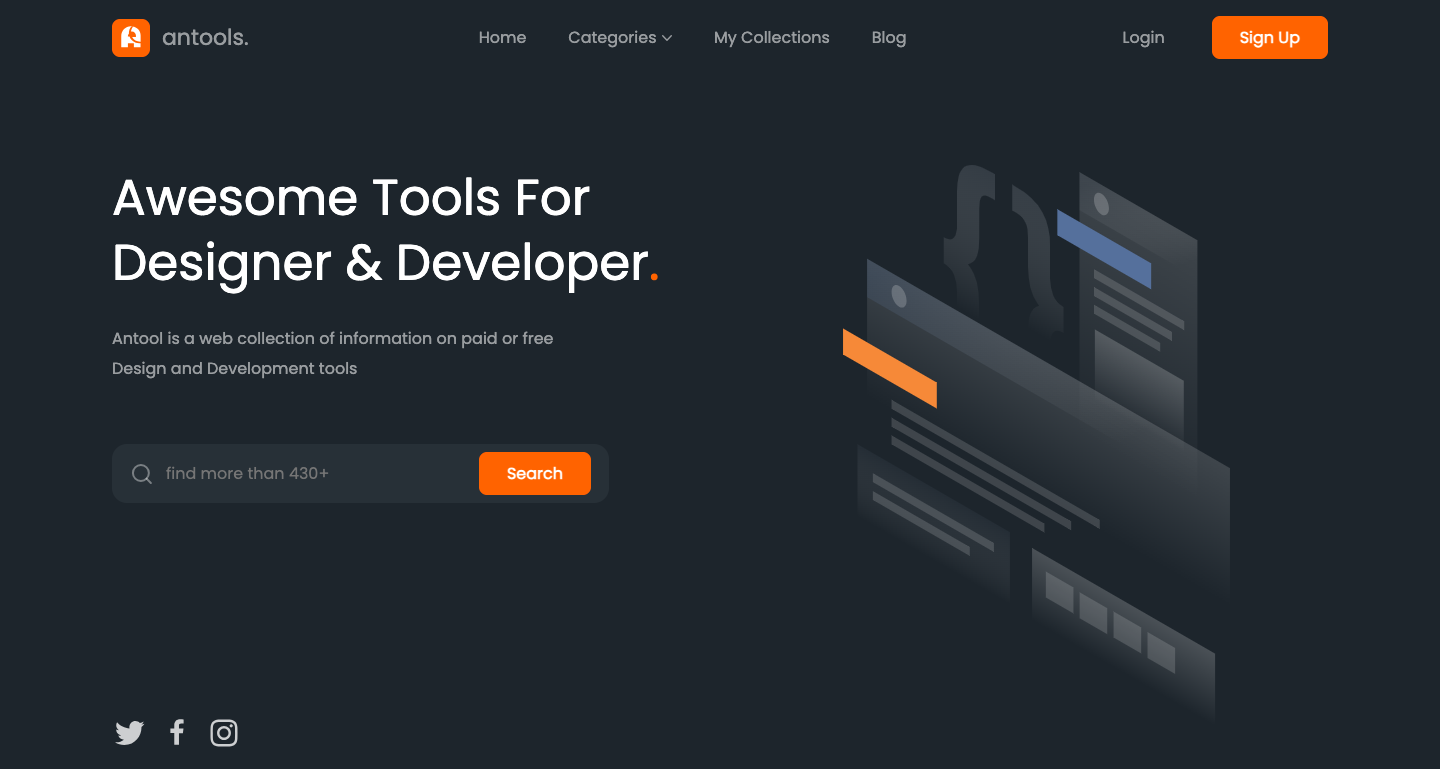 antools.
Home Categories My Collections Blog Login Sign Up
Awesome Tools For
Designer & Developer.
Antool is a web collection of information on paid or free
Design and Development tools
find more than 430+ Search
{ }